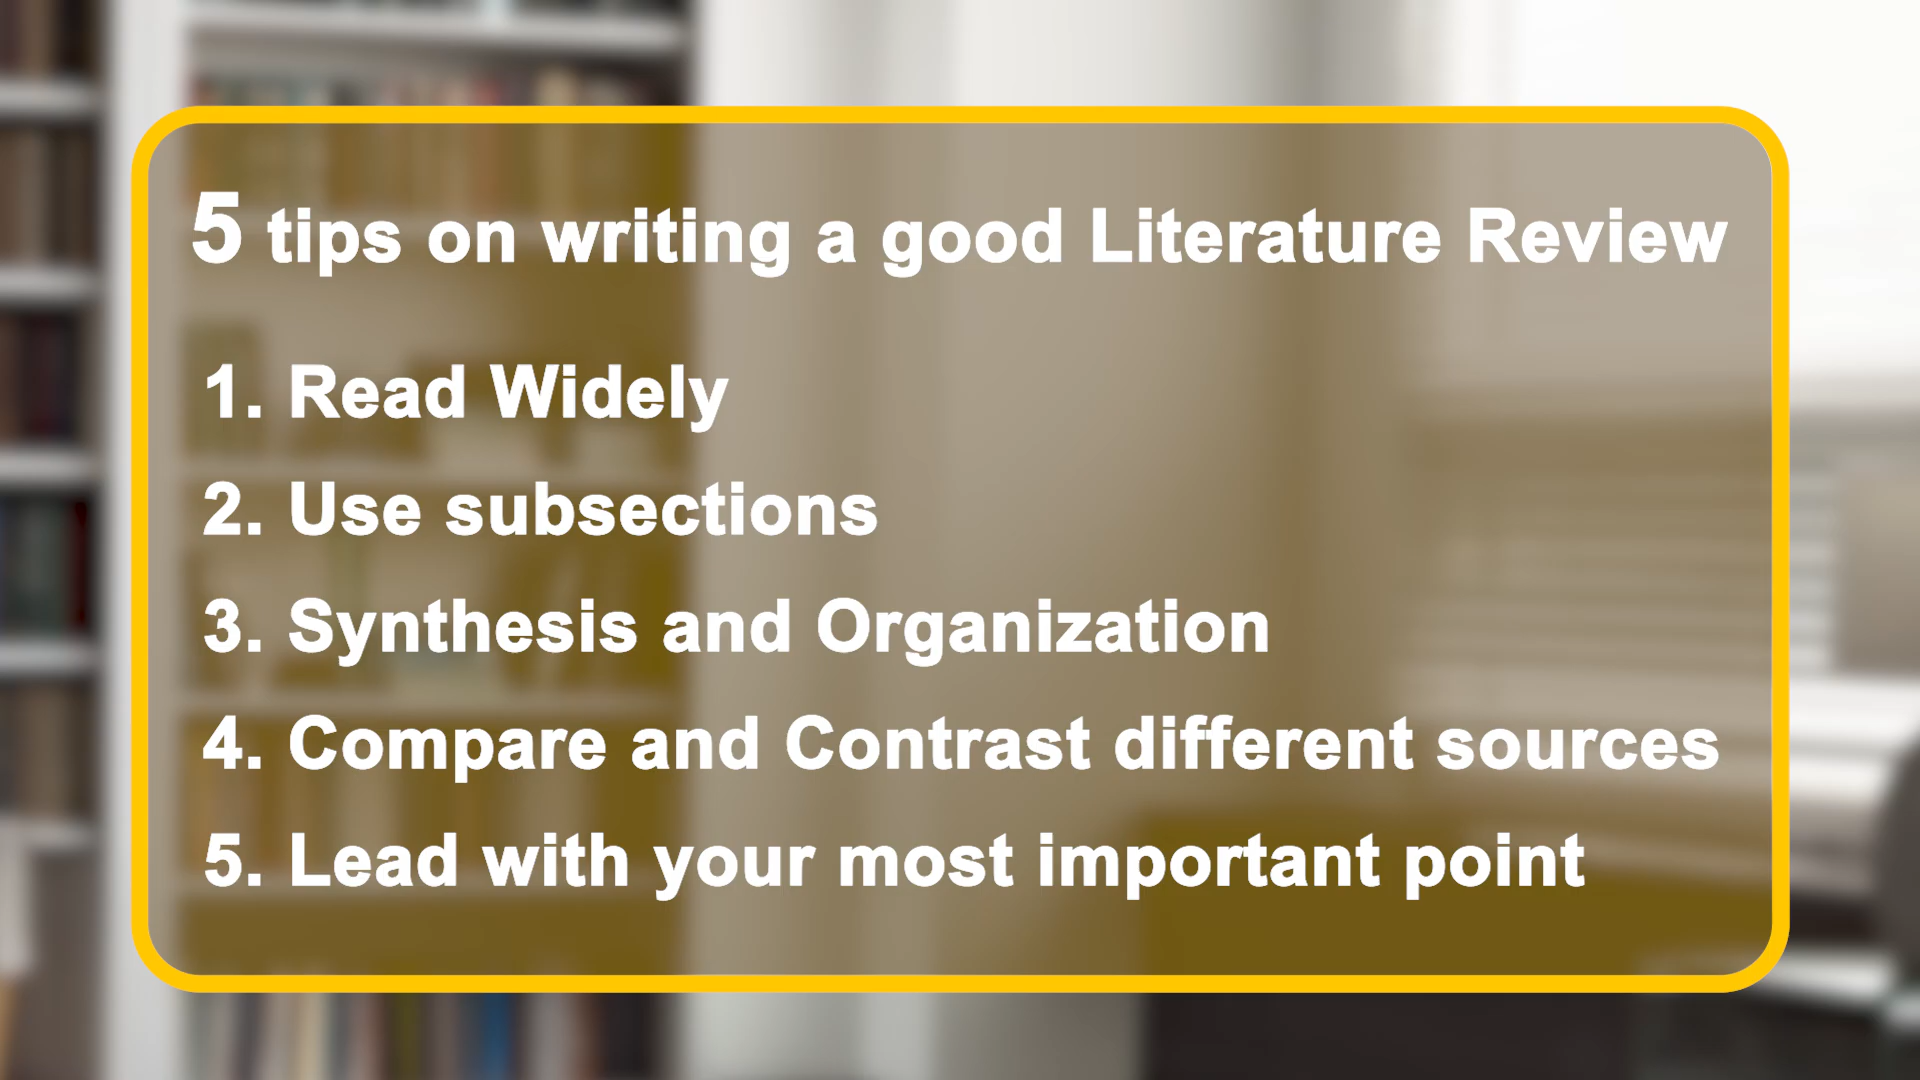 5 tips on writing a good Literature Review
1. Read Widely
2. Use subsections
3. Synthesis and Organization
4. Compare and Contrast different sources
5. Lead with your most important point